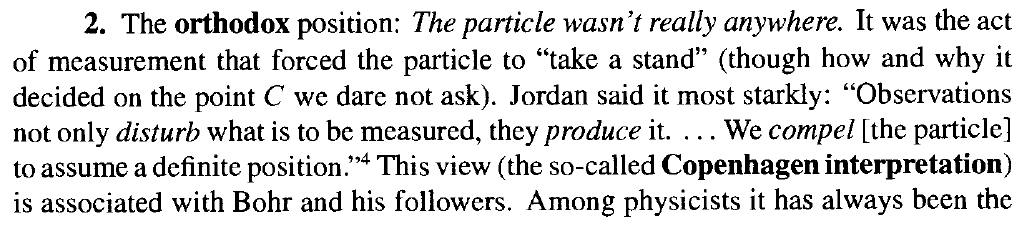 2. The orthodox position: The particle wasn't really anywhere. It was the act
of measurement that forced the particle to “take a stand” (though how and why it
decided on the point C we dare not ask). Jordan said it most starkly: “Observations
not only disturb what is to be measured, they produce it. … We compel [the particle]
to assume a definite position.”⁴ This view (the so-called Copenhagen interpretation)
is associated with Bohr and his followers. Among physicists it has always been the